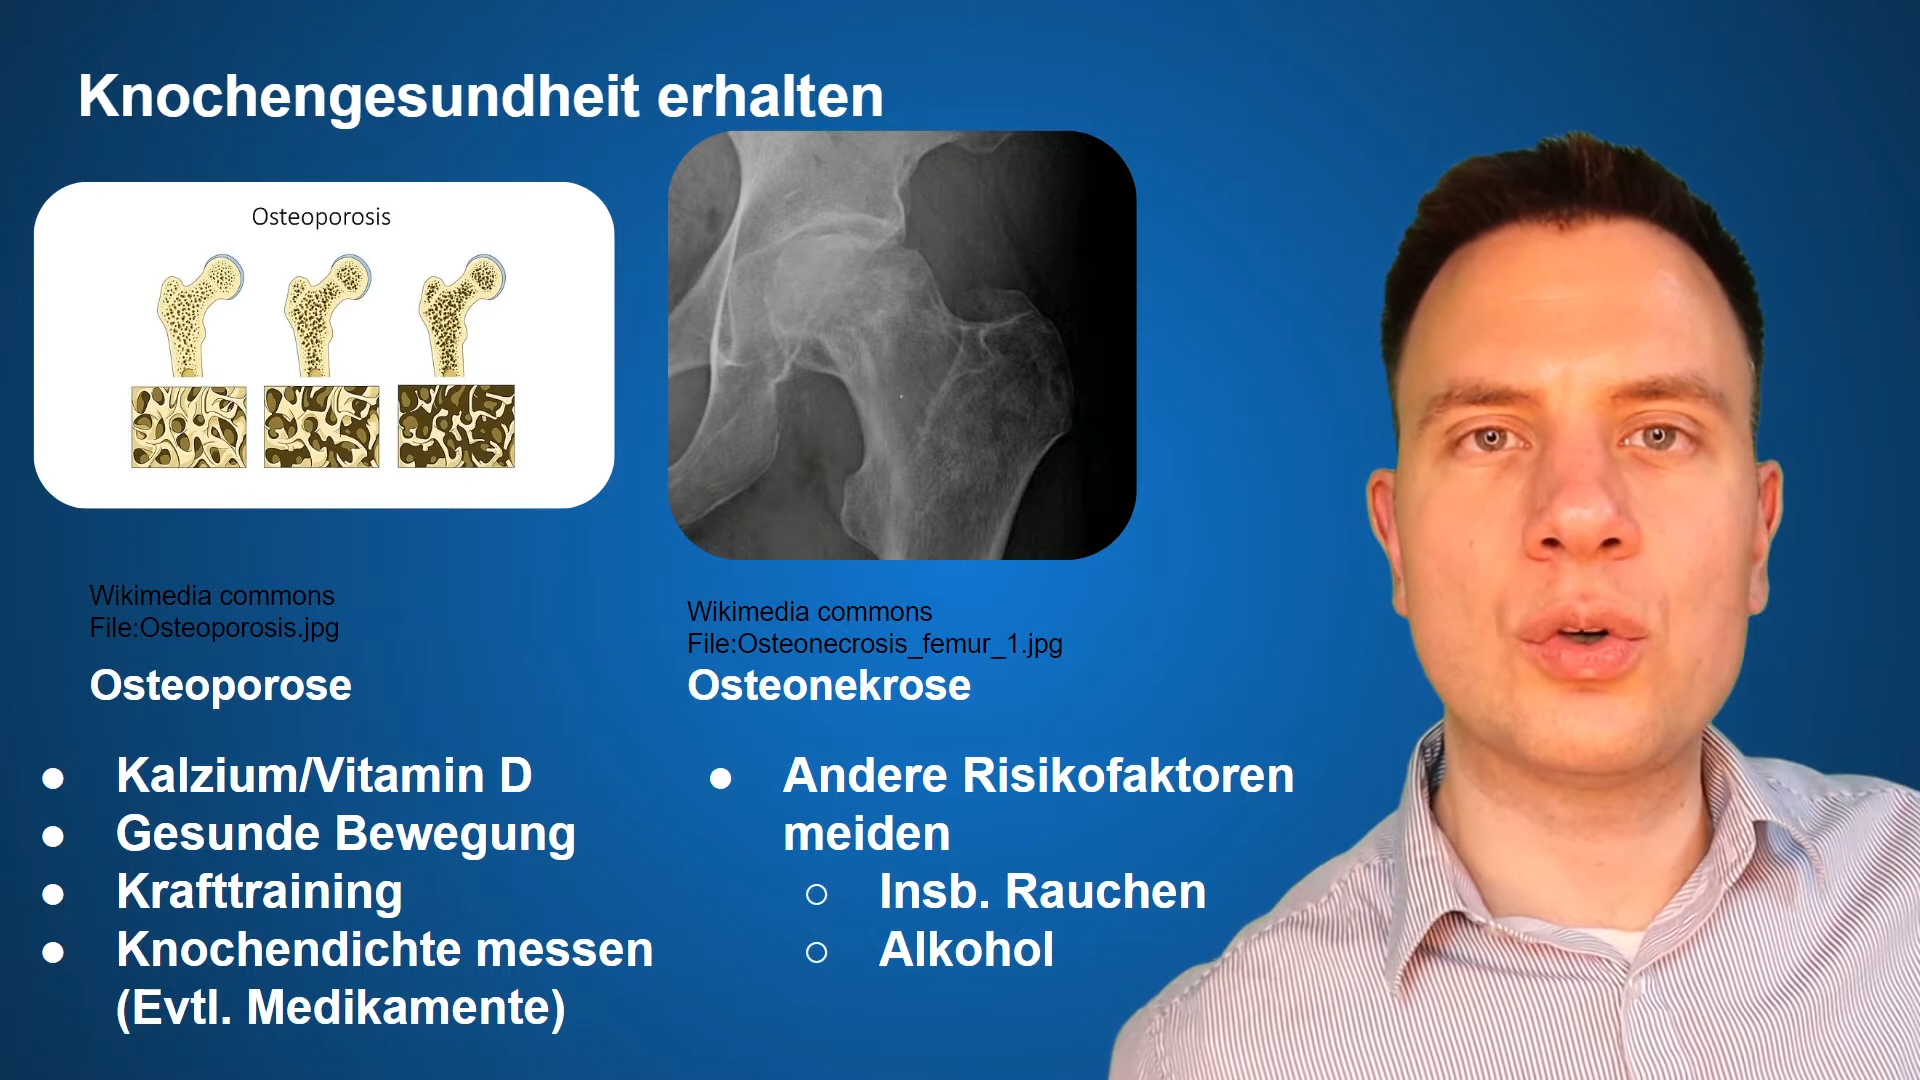 Knochengesundheit erhalten
Osteoporosis
Wikimedia commons
File:Osteoporosis.jpg
Osteoporose
Kalzium/Vitamin D
Gesunde Bewegung
Krafttraining
Knochendichte messen
(Evtl. Medikamente)
Wikimedia commons
File:Osteonecrosis_femur_1.jpg
Osteonekrose
Andere Risikofaktoren
meiden
Insb. Rauchen
Alkohol